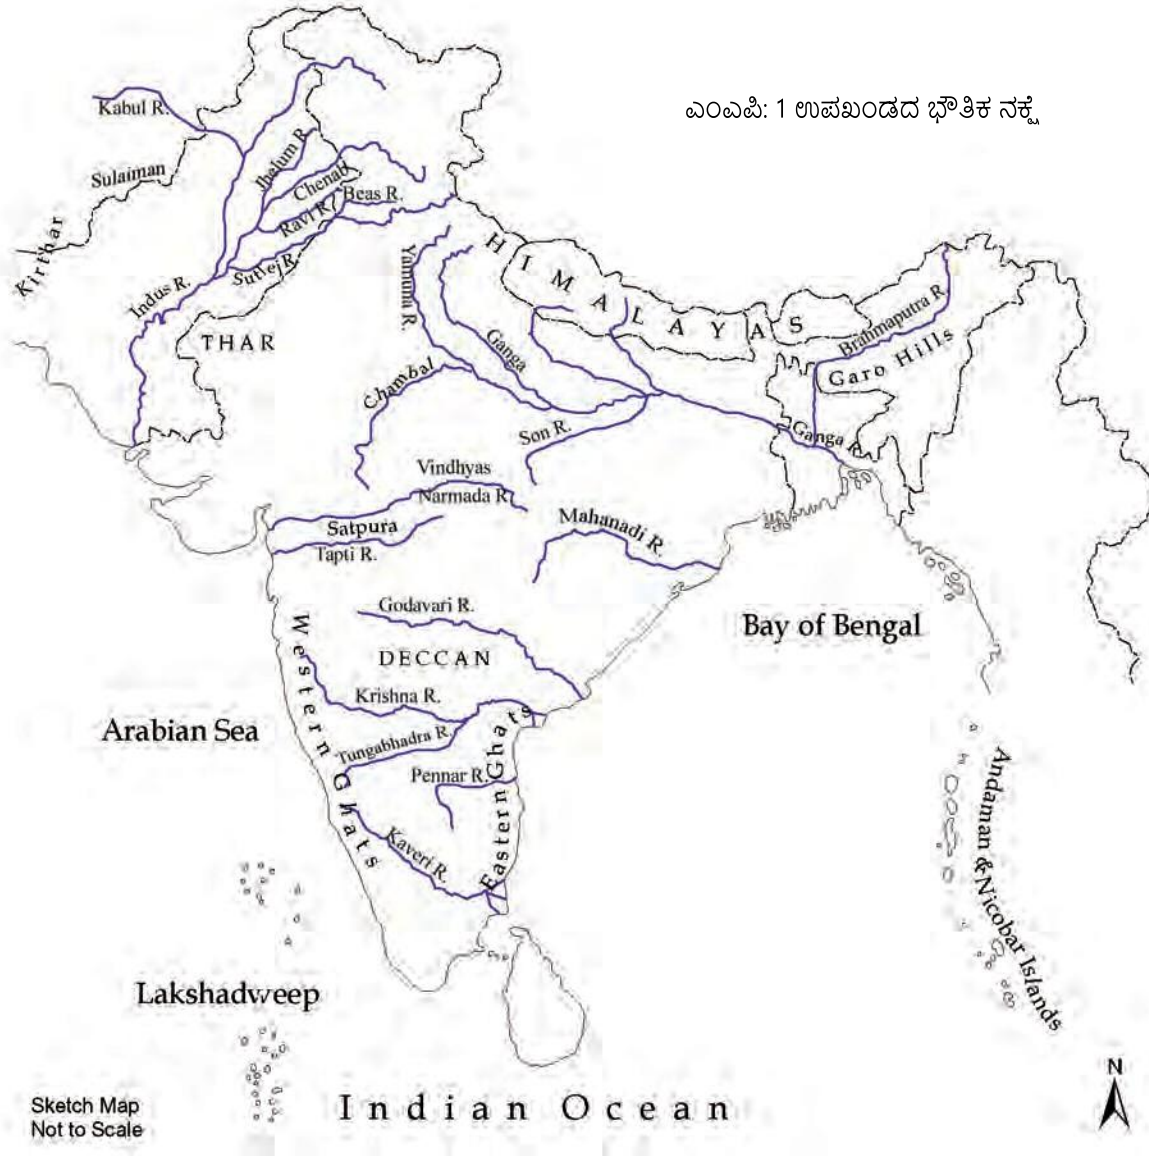 ಎಂಎಪಿ: 1 ಉಪಖಂಡದ ಭೌತಿಕ ನಕ್ಷೆ
Kabul R.
Sulaiman
Kirthar
Jhelum R.
Chenab
Beas R.
Ravi R.
Sutlej R.
Indus R.
THAR
HIMALAYAS
Yamuna R.
Ganga
Brahmaputra R.
Garo Hills
Chambal
Son R.
Ganga R.
Vindhyas
Narmada R.
Satpura
Tapti R.
Mahanadi R.
Godavari R.
DECCAN
Bay of Bengal
Western Ghats
Krishna R.
Arabian Sea
Tungabhadra R.
Pennar R.
Eastern Ghats
Kaveri R.
Andaman & Nicobar Islands
Lakshadweep
N
Indian Ocean
Sketch Map
Not to Scale